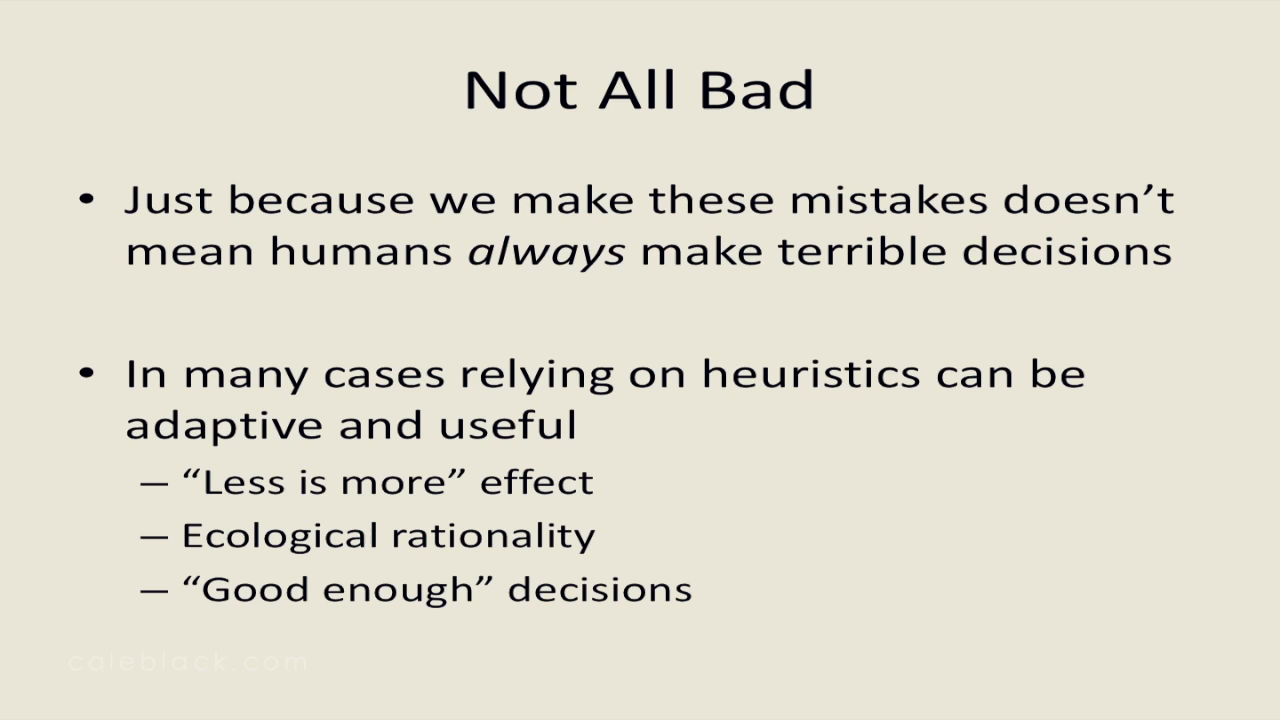 Not All Bad
• Just because we make these mistakes doesn’t
mean humans always make terrible decisions
• In many cases relying on heuristics can be
adaptive and useful
– “Less is more” effect
– Ecological rationality
– “Good enough” decisions
caleblack.com